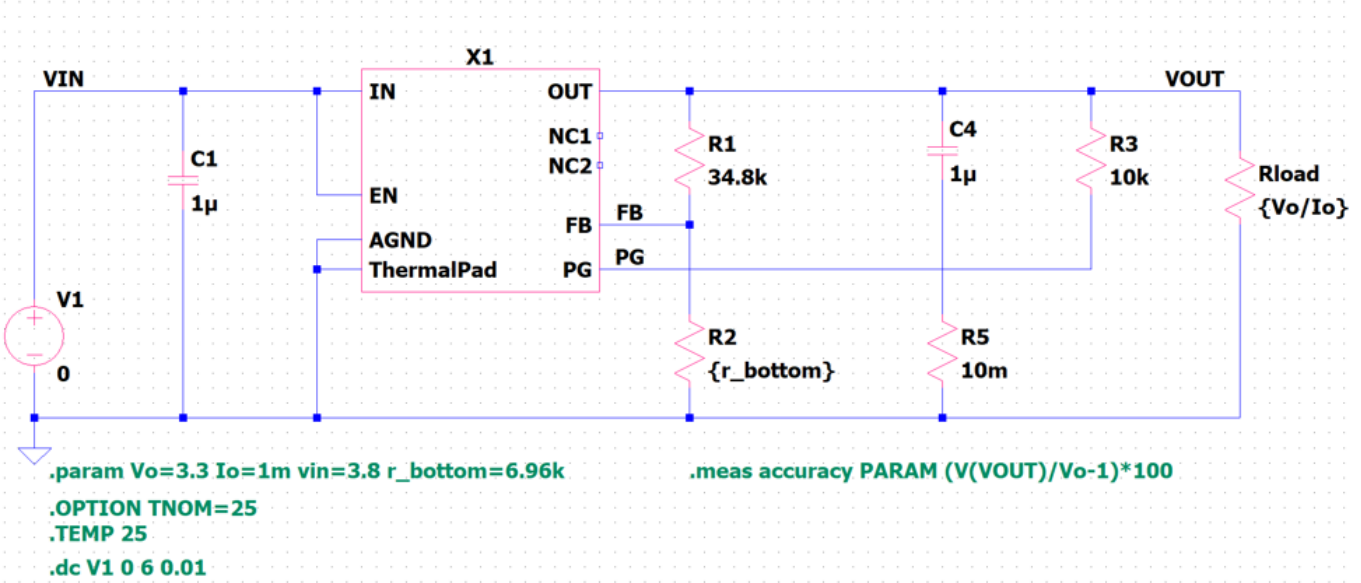 X1
VIN
IN
OUT
VOUT
NC1
NC2
C1
1µ
R1
34.8k
C4
1µ
R3
10k
Rload
{Vo/Io}
EN
FB
FB
AGND
ThermalPad
PG
PG
V1
0
R2
{r_bottom}
R5
10m
.param Vo=3.3 Io=1m vin=3.8 r_bottom=6.96k
.meas accuracy PARAM (V(VOUT)/Vo-1)*100
.OPTION TNOM=25
.TEMP 25
.dc V1 0 6 0.01